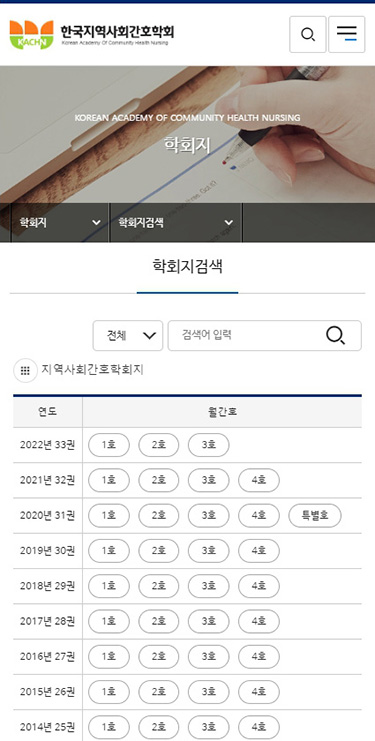 한국지역사회간호학회
Korean Academy Of Community Health Nursing
KACHN
KOREAN ACADEMY OF COMMUNITY HEALTH NURSING
학회지
학회지 학회지검색
학회지검색
전체 검색어 입력
지역사회간호학회지
연도 월간호
2022년 33권 1호 2호 3호
2021년 32권 1호 2호 3호 4호
2020년 31권 1호 2호 3호 4호 특별호
2019년 30권 1호 2호 3호 4호
2018년 29권 1호 2호 3호 4호
2017년 28권 1호 2호 3호 4호
2016년 27권 1호 2호 3호 4호
2015년 26권 1호 2호 3호 4호
2014년 25권 1호 2호 3호 4호